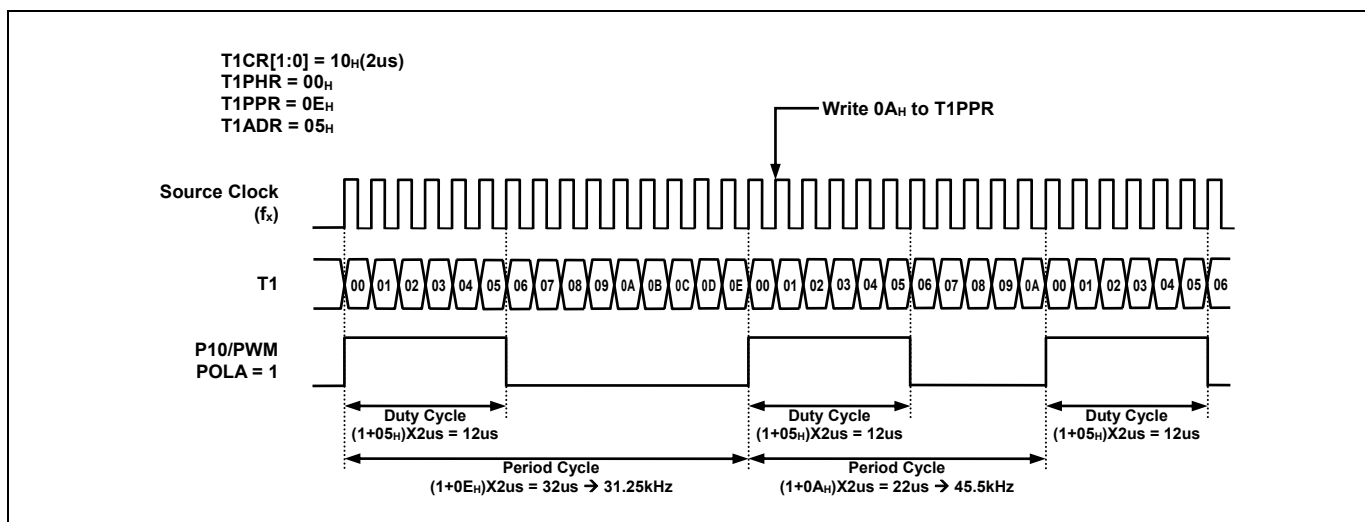 T1CR[1:0] = 10H(2us)
T1PHR = 00H
T1PPR = 0EH
T1ADR = 05H
Write 0AH to T1PPR
Source Clock
(fx)
T1
00 01 02 03 04 05 06 07 08 09 0A 0B 0C 0D 0E 00 01 02 03 04 05 06 07 08 09 0A 00 01 02 03 04 05 06
P10/PWM
POLA = 1
Duty Cycle
(1+05H)X2us = 12us
Duty Cycle
(1+05H)X2us = 12us
Duty Cycle
(1+05H)X2us = 12us
Period Cycle
(1+0EH)X2us = 32us → 31.25kHz
Period Cycle
(1+0AH)X2us = 22us → 45.5kHz